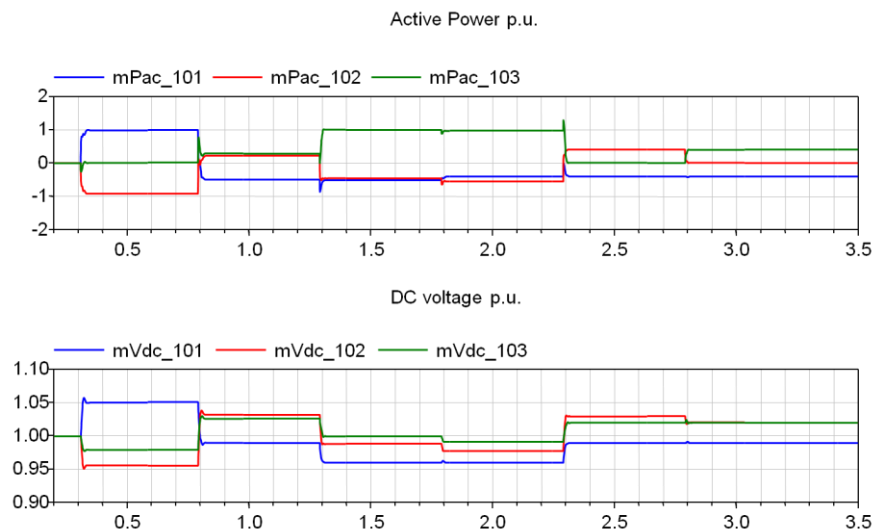 Active Power p.u.
mPac_101 mPac_102 mPac_103
2
1
0
-1
-2
0.5 1.0 1.5 2.0 2.5 3.0 3.5
DC voltage p.u.
mVdc_101 mVdc_102 mVdc_103
1.10
1.05
1.00
0.95
0.90
0.5 1.0 1.5 2.0 2.5 3.0 3.5